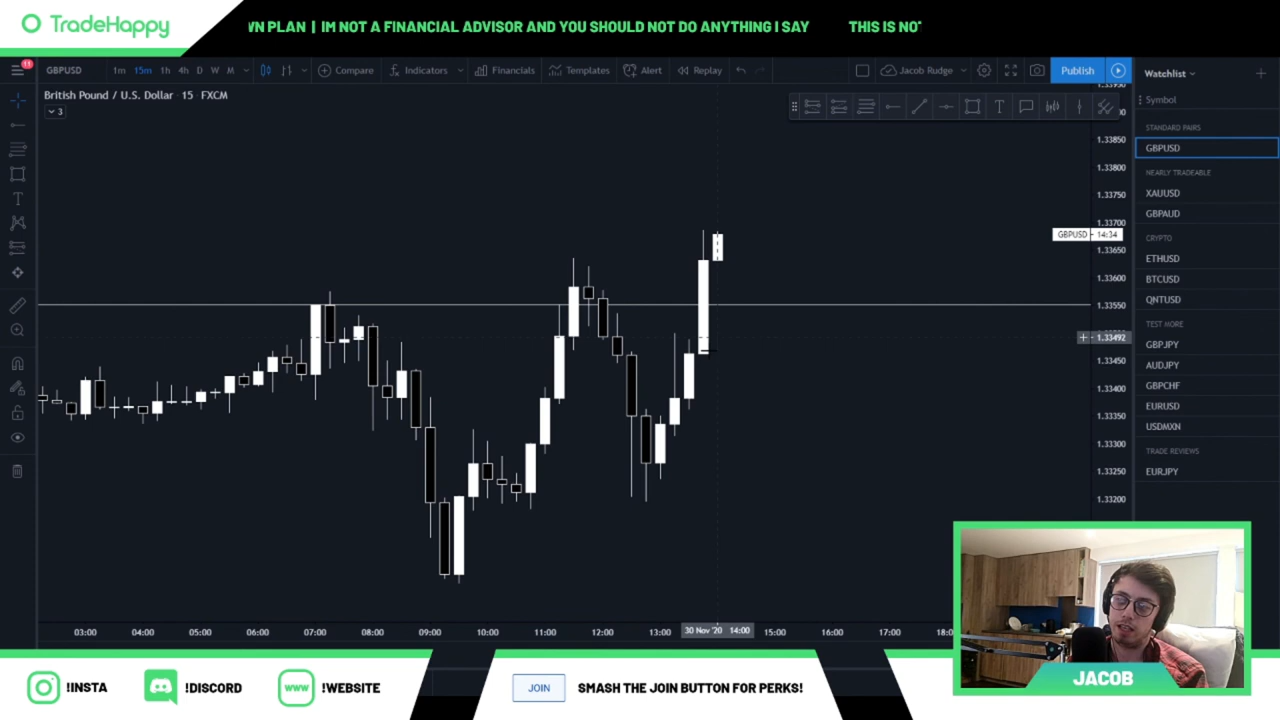 TradeHappy
WN PLAN | IM NOT A FINANCIAL ADVISOR AND YOU SHOULD NOT DO ANYTHING I SAY THIS IS NOT
11
GBPUSD 1m 15m 1h 4h D W M Compare Indicators Financials Templates Alert Replay Jacob Rudge Publish
Watchlist
British Pound / U.S. Dollar · 15 · FXCM
3
T
Symbol
STANDARD PAIRS
GBPUSD
NEARLY TRADEABLE
XAUUSD
GBPAUD
CRYPTO
ETHUSD
BTCUSD
QNTUSD
TEST MORE
GBPJPY
AUDJPY
GBPCHF
EURUSD
USDMXN
TRADE REVIEWS
EURJPY
1.33850
1.33800
1.33750
1.33700
GBPUSD 14:34
1.33650
1.33600
1.33550
1.33492
1.33450
1.33400
1.33350
1.33300
1.33250
1.33200
T
03:00 04:00 05:00 06:00 07:00 08:00 09:00 10:00 11:00 12:00 13:00 30 Nov '20 14:00 15:00 16:00 17:00
JACOB
!INSTA
!DISCORD
WWW
!WEBSITE
JOIN
SMASH THE JOIN BUTTON FOR PERKS!